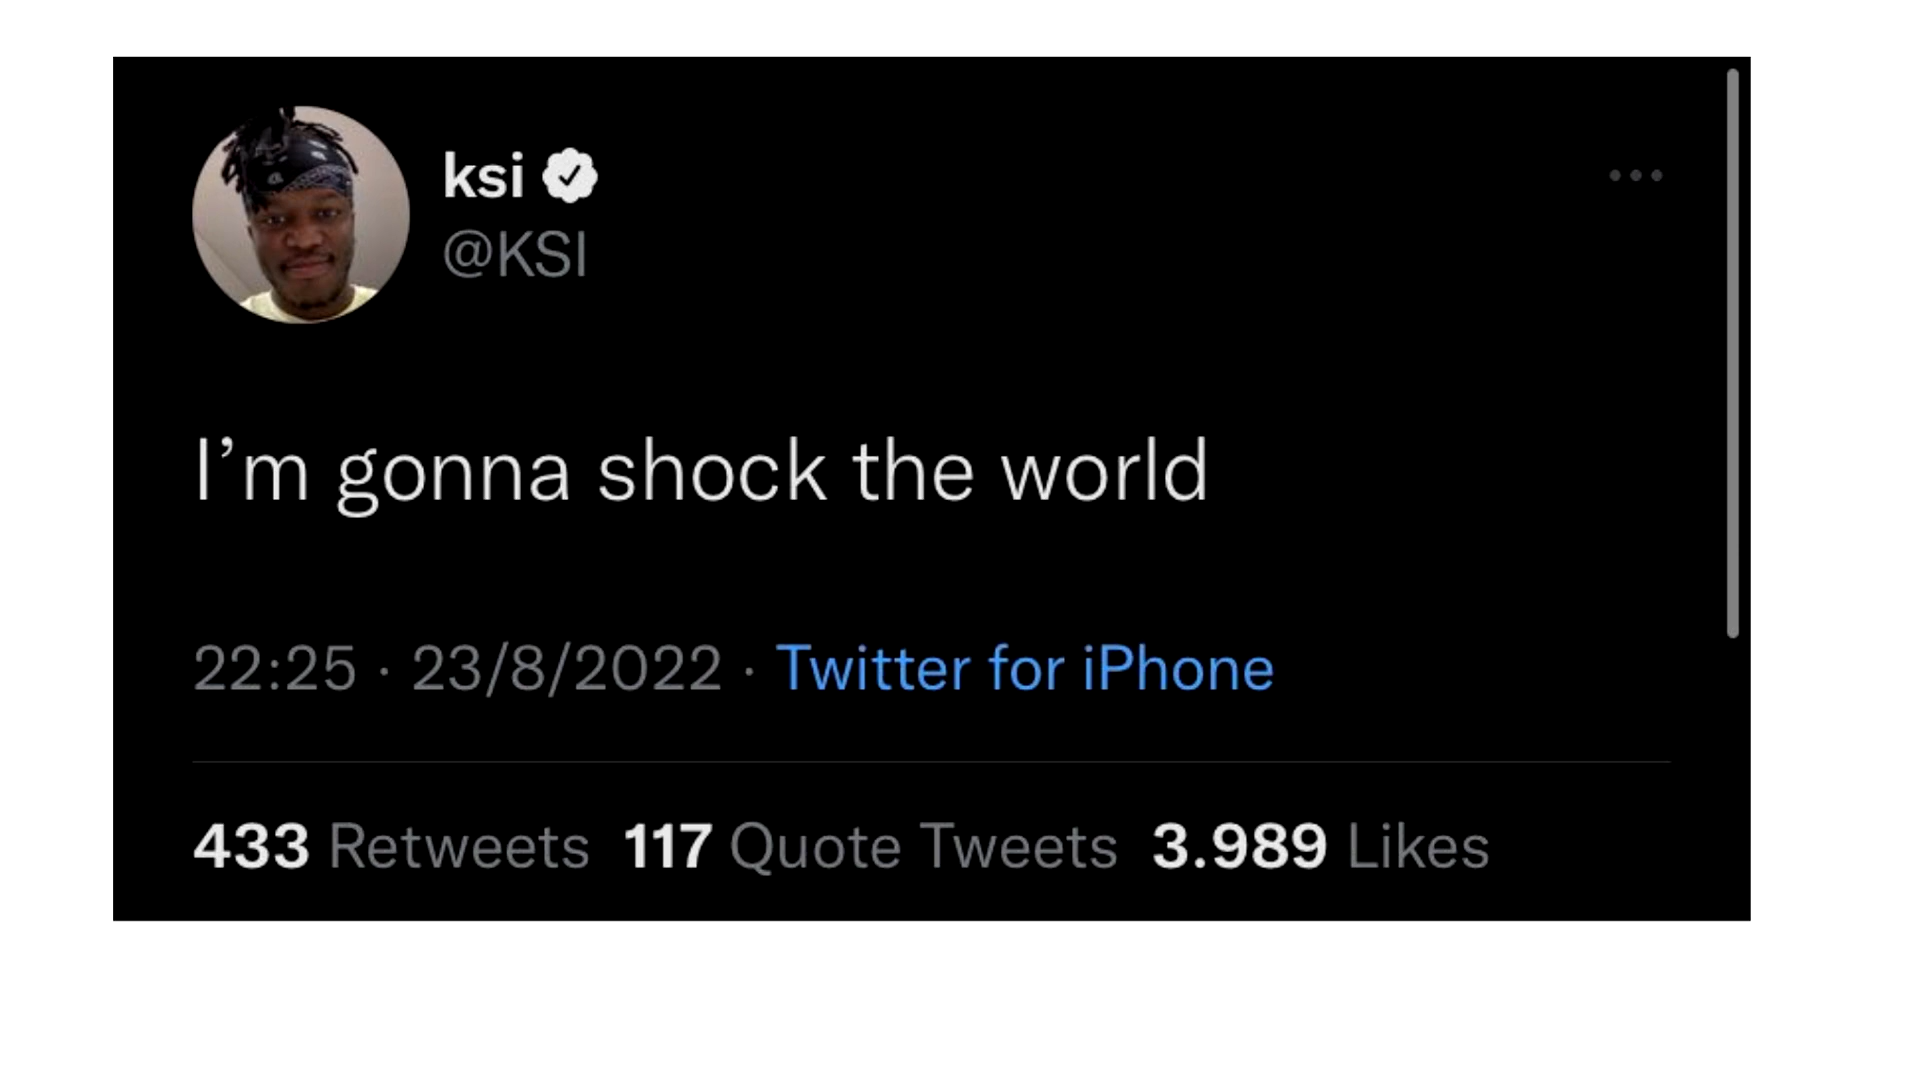 ksi
@KSI
I’m gonna shock the world
22:25 · 23/8/2022 · Twitter for iPhone
433 Retweets 117 Quote Tweets 3.989 Likes